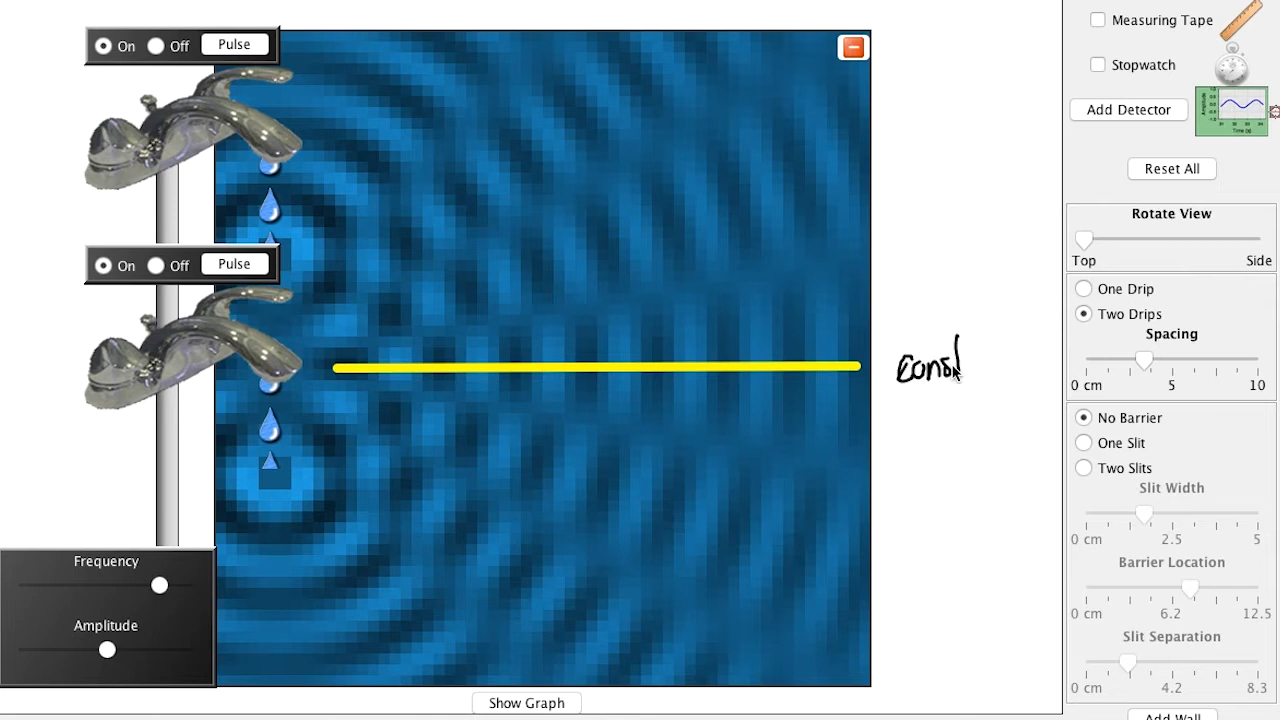 On Off Pulse
On Off Pulse
Frequency
Amplitude
Show Graph
Cons
Measuring Tape
Stopwatch
Add Detector
Reset All
Rotate View
Top Side
One Drip
Two Drips
Spacing
0 cm 5 10
No Barrier
One Slit
Two Slits
Slit Width
0 cm 2.5 5
Barrier Location
0 cm 6.2 12.5
Slit Separation
0 cm 4.2 8.3
Add Wall